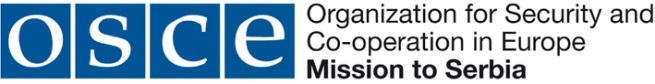 osce Organization for Security and
Co-operation in Europe
Mission to Serbia